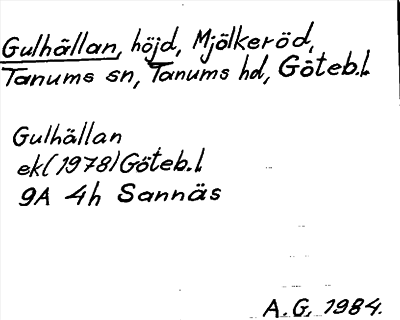 Gulhällan, höjd, Mjölkeröd,
Tanums sn, Tanums hd, Göteb.l.
Gulhällan
ek(1978)Göteb.l
9A 4h Sannäs
A.G. 1984.